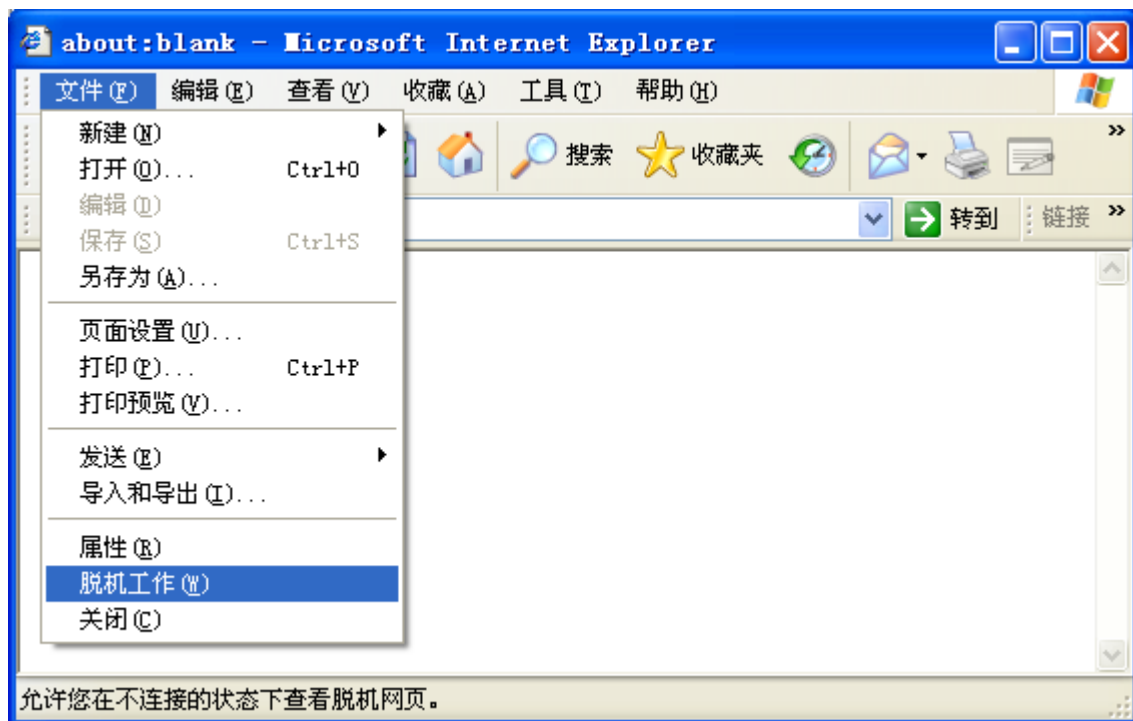 about:blank - Microsoft Internet Explorer
文件(F) 编辑(E) 查看(V) 收藏(A) 工具(T) 帮助(H)
搜索 收藏夹
转到 链接
新建(N)
打开(O)... Ctrl+O
编辑(D)
保存(S) Ctrl+S
另存为(A)...
页面设置(U)...
打印(P)... Ctrl+P
打印预览(V)...
发送(E)
导入和导出(I)...
属性(R)
脱机工作(W)
关闭(C)
允许您在不连接的状态下查看脱机网页。